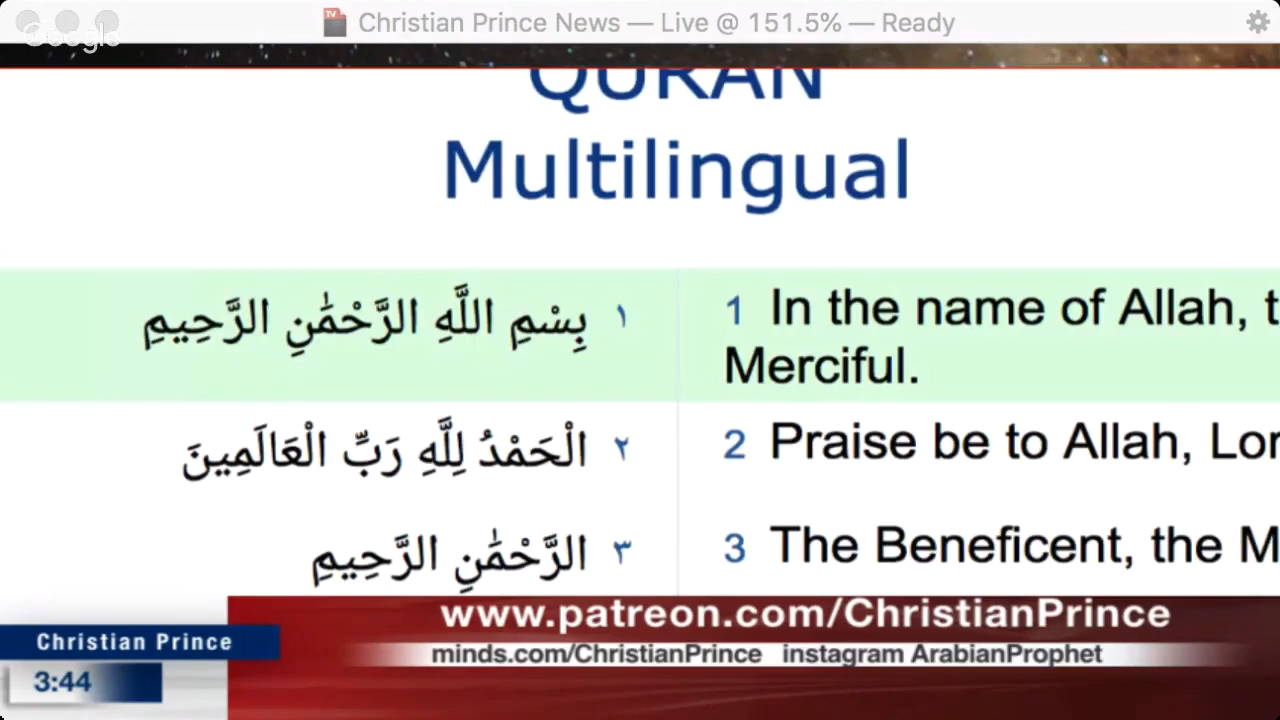 Christian Prince News — Live @ 151.5% — Ready
Google
QURAN
Multilingual
١ بِسْمِ اللَّهِ الرَّحْمَٰنِ الرَّحِيمِ
1 In the name of Allah, t
Merciful.
٢ الْحَمْدُ لِلَّهِ رَبِّ الْعَالَمِينَ
2 Praise be to Allah, Lor
٣ الرَّحْمَٰنِ الرَّحِيمِ
3 The Beneficent, the M
www.patreon.com/ChristianPrince
Christian Prince
minds.com/ChristianPrince instagram ArabianProphet
3:44